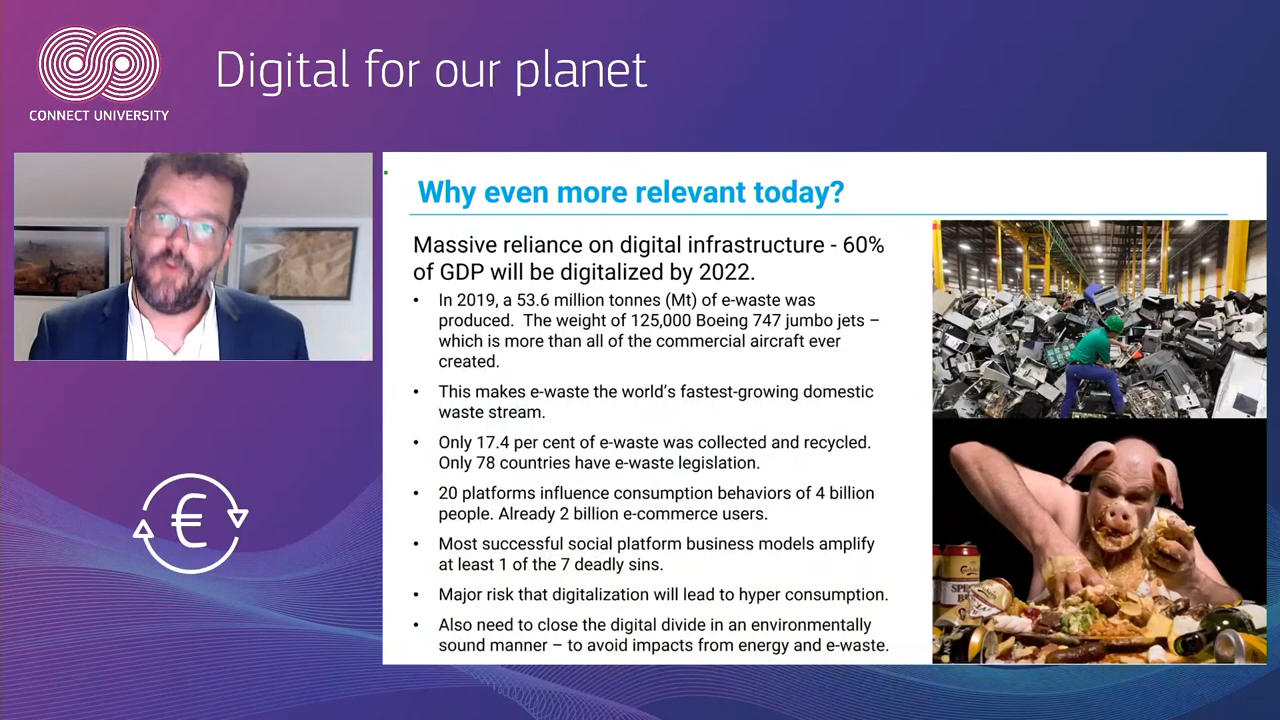 Digital for our planet
CONNECT UNIVERSITY
Why even more relevant today?
Massive reliance on digital infrastructure - 60%
of GDP will be digitalized by 2022.
• In 2019, a 53.6 million tonnes (Mt) of e-waste was
produced. The weight of 125,000 Boeing 747 jumbo jets –
which is more than all of the commercial aircraft ever
created.
• This makes e-waste the world's fastest-growing domestic
waste stream.
• Only 17.4 per cent of e-waste was collected and recycled.
Only 78 countries have e-waste legislation.
• 20 platforms influence consumption behaviors of 4 billion
people. Already 2 billion e-commerce users.
• Most successful social platform business models amplify
at least 1 of the 7 deadly sins.
• Major risk that digitalization will lead to hyper consumption.
• Also need to close the digital divide in an environmentally
sound manner – to avoid impacts from energy and e-waste.
€